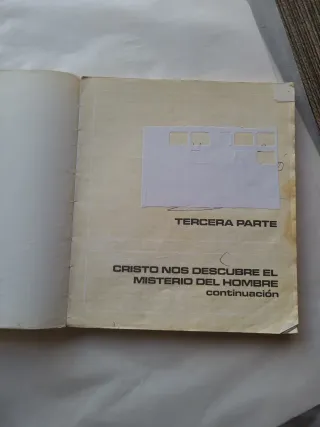 TERCERA PARTE
CRISTO NOS DESCUBRE EL
MISTERIO DEL HOMBRE
continuación